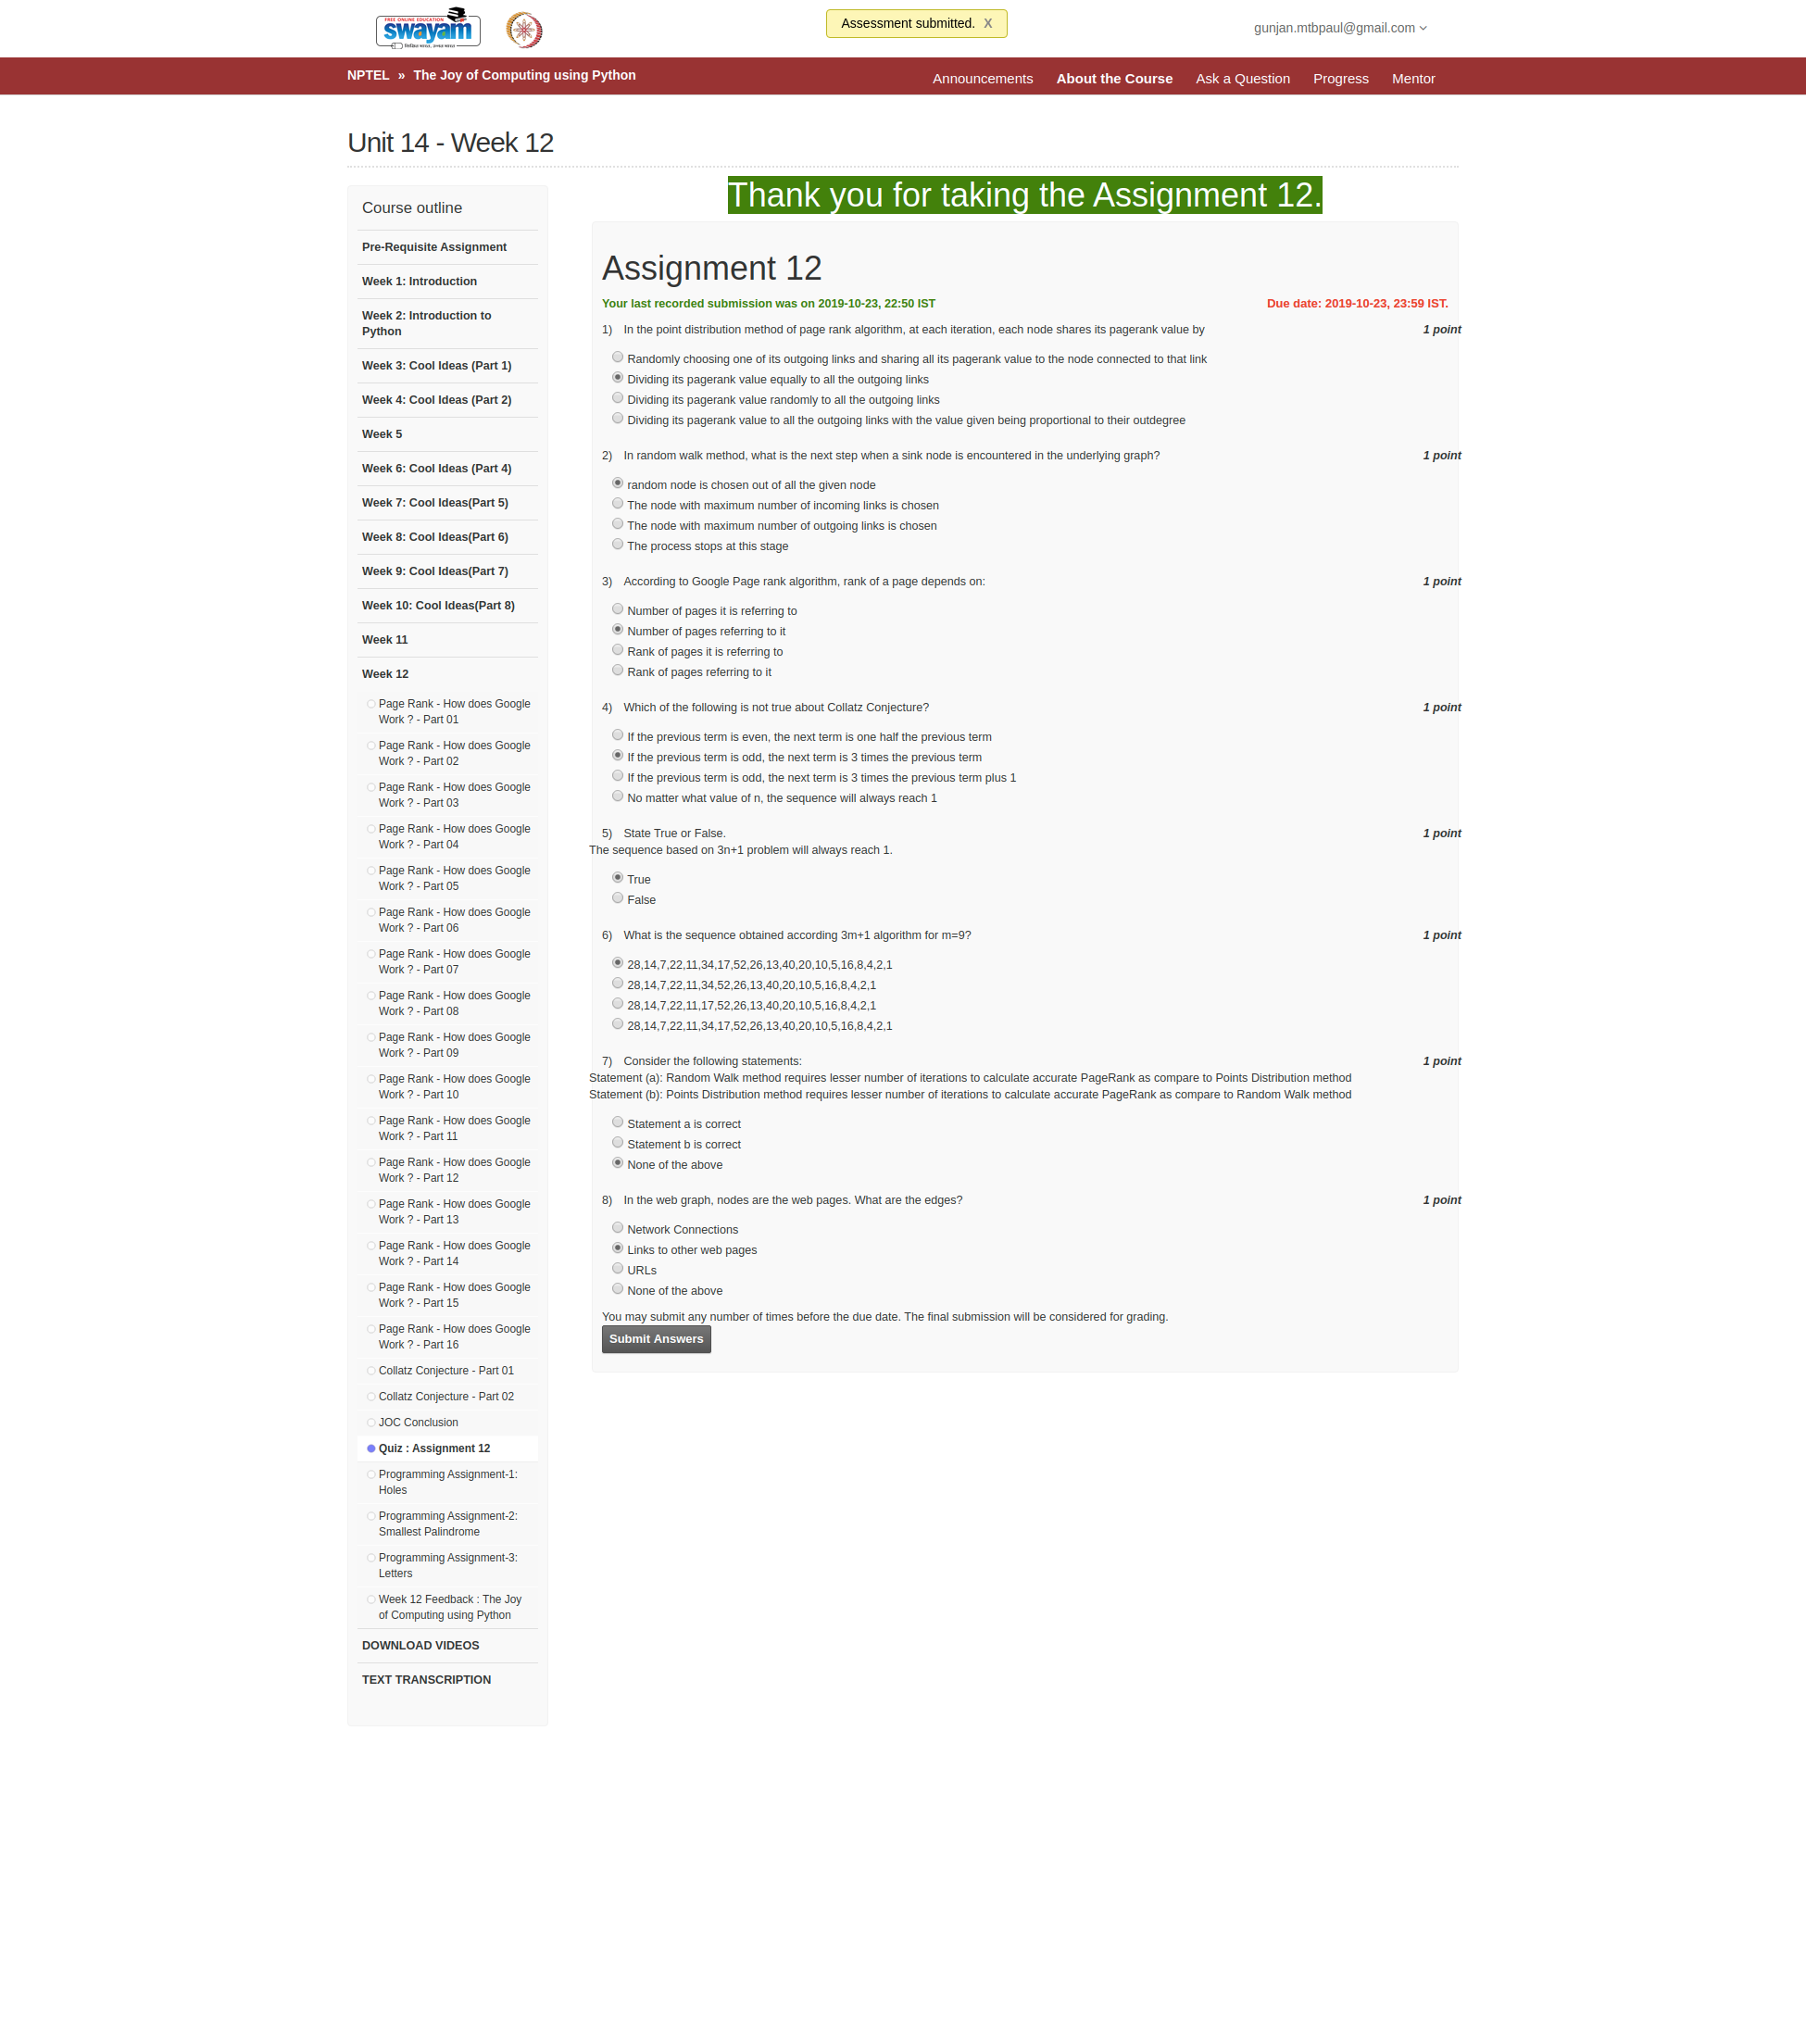 FREE ONLINE EDUCATION
swayam
शिक्षित भारत, उन्नत भारत
Assessment submitted. X
gunjan.mtbpaul@gmail.com
NPTEL » The Joy of Computing using Python
Announcements About the Course Ask a Question Progress Mentor
Unit 14 - Week 12
Course outline
Pre-Requisite Assignment
Week 1: Introduction
Week 2: Introduction to
Python
Week 3: Cool Ideas (Part 1)
Week 4: Cool Ideas (Part 2)
Week 5
Week 6: Cool Ideas (Part 4)
Week 7: Cool Ideas(Part 5)
Week 8: Cool Ideas(Part 6)
Week 9: Cool Ideas(Part 7)
Week 10: Cool Ideas(Part 8)
Week 11
Week 12
Page Rank - How does Google
Work ? - Part 01
Page Rank - How does Google
Work ? - Part 02
Page Rank - How does Google
Work ? - Part 03
Page Rank - How does Google
Work ? - Part 04
Page Rank - How does Google
Work ? - Part 05
Page Rank - How does Google
Work ? - Part 06
Page Rank - How does Google
Work ? - Part 07
Page Rank - How does Google
Work ? - Part 08
Page Rank - How does Google
Work ? - Part 09
Page Rank - How does Google
Work ? - Part 10
Page Rank - How does Google
Work ? - Part 11
Page Rank - How does Google
Work ? - Part 12
Page Rank - How does Google
Work ? - Part 13
Page Rank - How does Google
Work ? - Part 14
Page Rank - How does Google
Work ? - Part 15
Page Rank - How does Google
Work ? - Part 16
Collatz Conjecture - Part 01
Collatz Conjecture - Part 02
JOC Conclusion
Quiz : Assignment 12
Programming Assignment-1:
Holes
Programming Assignment-2:
Smallest Palindrome
Programming Assignment-3:
Letters
Week 12 Feedback : The Joy
of Computing using Python
DOWNLOAD VIDEOS
TEXT TRANSCRIPTION
Thank you for taking the Assignment 12.
Assignment 12
Your last recorded submission was on 2019-10-23, 22:50 IST Due date: 2019-10-23, 23:59 IST.
1) In the point distribution method of page rank algorithm, at each iteration, each node shares its pagerank value by 1 point
Randomly choosing one of its outgoing links and sharing all its pagerank value to the node connected to that link
Dividing its pagerank value equally to all the outgoing links
Dividing its pagerank value randomly to all the outgoing links
Dividing its pagerank value to all the outgoing links with the value given being proportional to their outdegree
2) In random walk method, what is the next step when a sink node is encountered in the underlying graph? 1 point
random node is chosen out of all the given node
The node with maximum number of incoming links is chosen
The node with maximum number of outgoing links is chosen
The process stops at this stage
3) According to Google Page rank algorithm, rank of a page depends on: 1 point
Number of pages it is referring to
Number of pages referring to it
Rank of pages it is referring to
Rank of pages referring to it
4) Which of the following is not true about Collatz Conjecture? 1 point
If the previous term is even, the next term is one half the previous term
If the previous term is odd, the next term is 3 times the previous term
If the previous term is odd, the next term is 3 times the previous term plus 1
No matter what value of n, the sequence will always reach 1
5) State True or False. 1 point
The sequence based on 3n+1 problem will always reach 1.
True
False
6) What is the sequence obtained according 3m+1 algorithm for m=9? 1 point
28,14,7,22,11,34,17,52,26,13,40,20,10,5,16,8,4,2,1
28,14,7,22,11,34,52,26,13,40,20,10,5,16,8,4,2,1
28,14,7,22,11,17,52,26,13,40,20,10,5,16,8,4,2,1
28,14,7,22,11,34,17,52,26,13,40,20,10,5,16,8,4,2,1
7) Consider the following statements: 1 point
Statement (a): Random Walk method requires lesser number of iterations to calculate accurate PageRank as compare to Points Distribution method
Statement (b): Points Distribution method requires lesser number of iterations to calculate accurate PageRank as compare to Random Walk method
Statement a is correct
Statement b is correct
None of the above
8) In the web graph, nodes are the web pages. What are the edges? 1 point
Network Connections
Links to other web pages
URLs
None of the above
You may submit any number of times before the due date. The final submission will be considered for grading.
Submit Answers